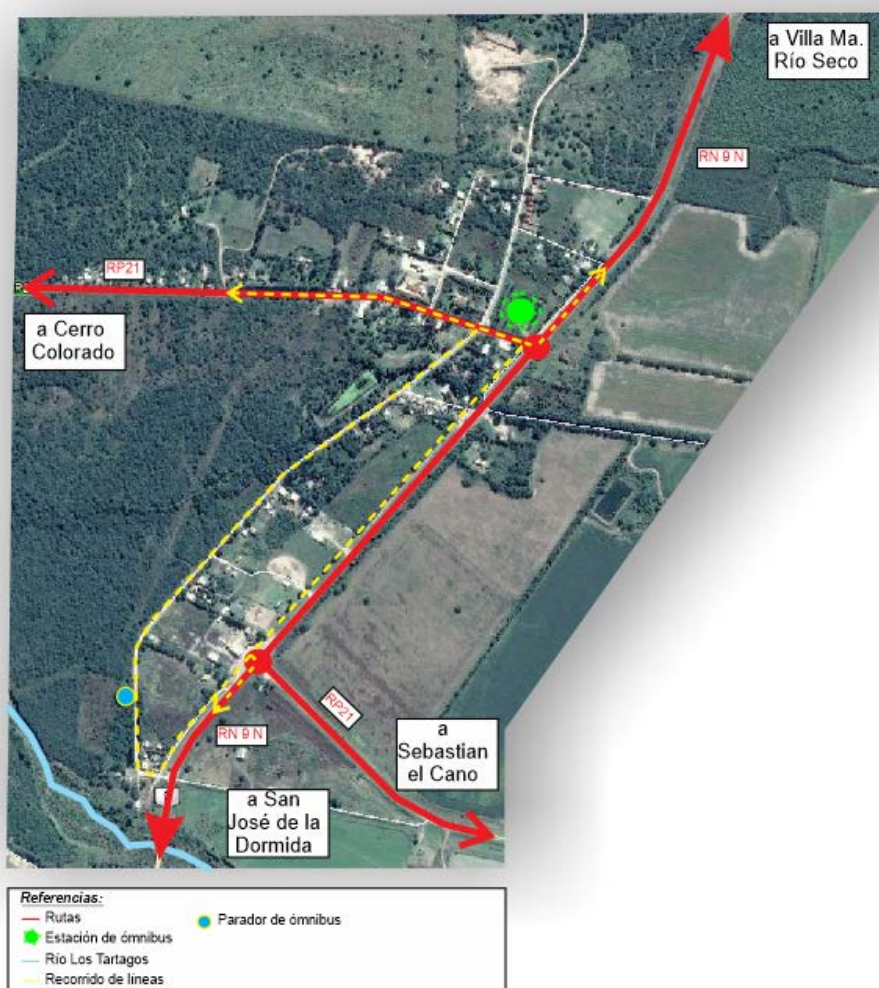 a Villa Ma.
Río Seco
RN 9 N
RP21
a Cerro
Colorado
RP21
RN 9 N
a
Sebastian
el Cano
a San
José de la
Dormida
Referencias:
Rutas
Parador de ómnibus
Estación de ómnibus
Río Los Tartagos
Recorrido de líneas